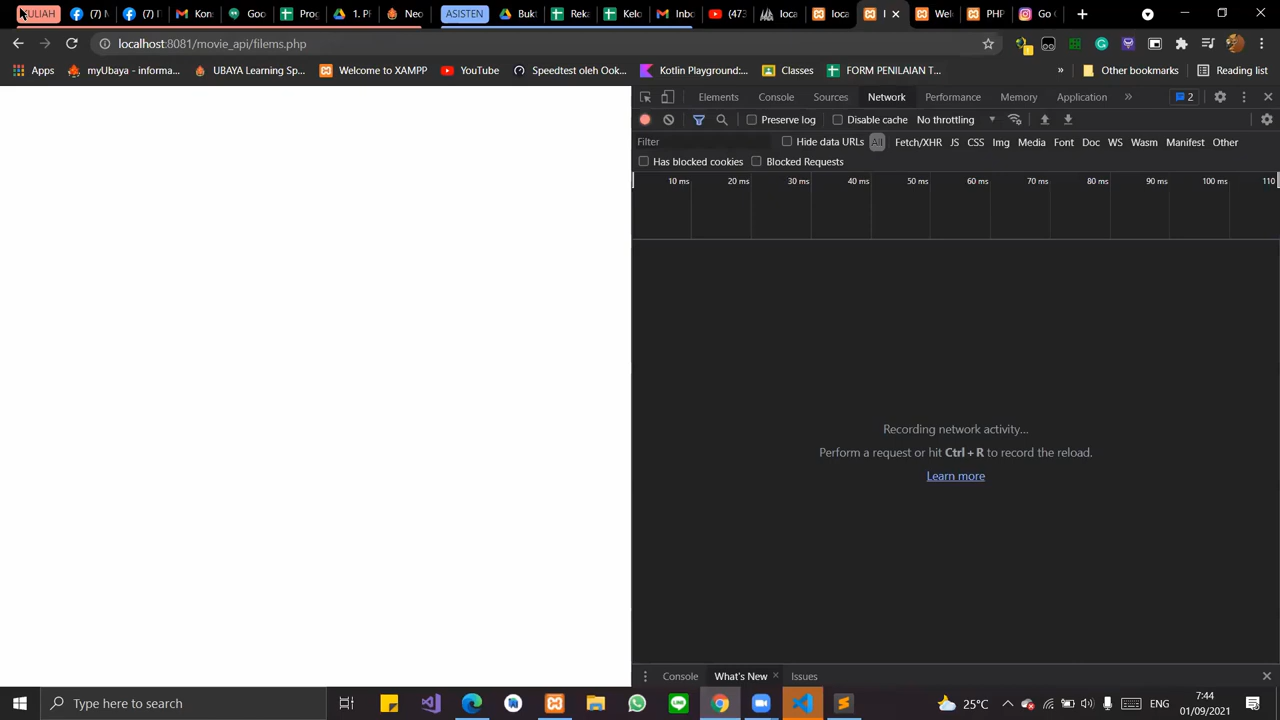 KULIAH (7) M (7) I Kons Goo Prog 1. P Neo ASISTEN Bukt Reka Kelo Inbo (473 loca loca Wel PHP Go
localhost:8081/movie_api/filems.php
Apps myUbaya - informa... UBAYA Learning Sp... Welcome to XAMPP YouTube Speedtest oleh Ook... Kotlin Playground:... Classes FORM PENILAIAN T... » Other bookmarks Reading list
Elements Console Sources Network Performance Memory Application » 2
Preserve log Disable cache No throttling
Filter Hide data URLs All Fetch/XHR JS CSS Img Media Font Doc WS Wasm Manifest Other
Has blocked cookies Blocked Requests
10 ms 20 ms 30 ms 40 ms 50 ms 60 ms 70 ms 80 ms 90 ms 100 ms 110
Recording network activity...
Perform a request or hit Ctrl + R to record the reload.
Learn more
Console What's New Issues
Type here to search
25°C ENG
7:44
01/09/2021